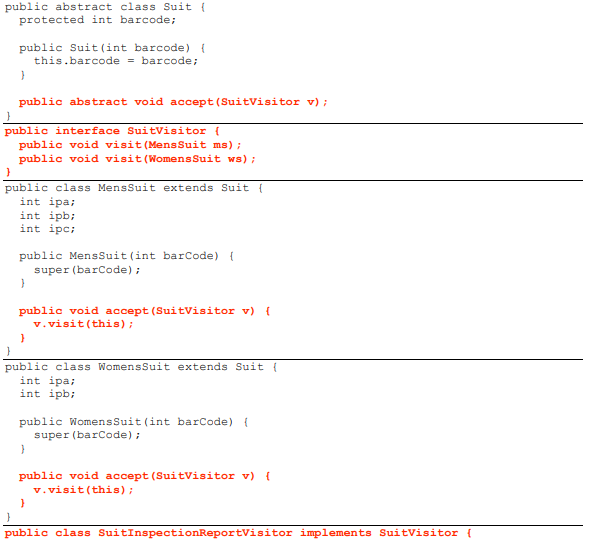 public abstract class Suit {
  protected int barcode;
  public Suit(int barcode) {
    this.barcode = barcode;
  }
  public abstract void accept(SuitVisitor v);
}
public interface SuitVisitor {
  public void visit(MensSuit ms);
  public void visit(WomensSuit ws);
}
public class MensSuit extends Suit {
  int ipa;
  int ipb;
  int ipc;
  public MensSuit(int barCode) {
    super(barCode);
  }
  public void accept(SuitVisitor v) {
    v.visit(this);
  }
}
public class WomensSuit extends Suit {
  int ipa;
  int ipb;
  public WomensSuit(int barCode) {
    super(barCode);
  }
  public void accept(SuitVisitor v) {
    v.visit(this);
  }
}
public class SuitInspectionReportVisitor implements SuitVisitor {